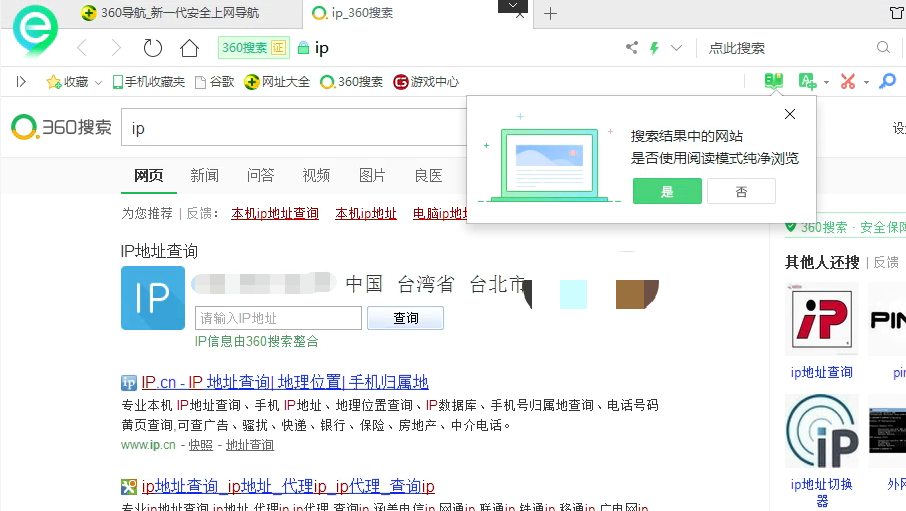 360导航_新一代安全上网导航
ip_360搜索
360搜索 证 ip
点此搜索
收藏 手机收藏夹 谷歌 网址大全 360搜索 游戏中心
360搜索 ip
搜索结果中的网站
是否使用阅读模式纯净浏览
是 否
网页 新闻 问答 视频 图片 良医
为您推荐 | 反馈： 本机ip地址查询 本机ip地址 电脑ip地
360搜索 · 安全保
IP地址查询
其他人还搜 | 反馈
IP 中国 台湾省 台北市
请输入IP地址 查询
IP信息由360搜索整合
ip
PIN
ip地址查询 pin
IP.cn - IP 地址查询| 地理位置| 手机归属地
专业本机 IP地址查询、手机 IP地址、地理位置查询、IP数据库、手机号归属地查询、电话号码
黄页查询,可查广告、骚扰、快递、银行、保险、房地产、中介电话。
www.ip.cn - 快照 - 地址查询
iP
ip地址查询_ip地址_代理ip_ip代理_查询ip
ip地址切换
器
外网
专业ip地址查询,ip地址,代理ip,ip代理,查询ip,涵盖电信ip,网通ip,联通ip,铁通ip,移通ip,广电网ip